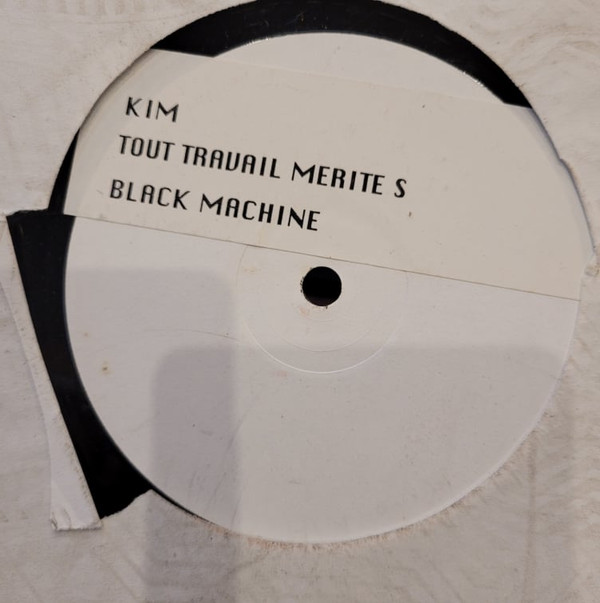 KIM
TOUT TRAVAIL MERITE S
BLACK MACHINE